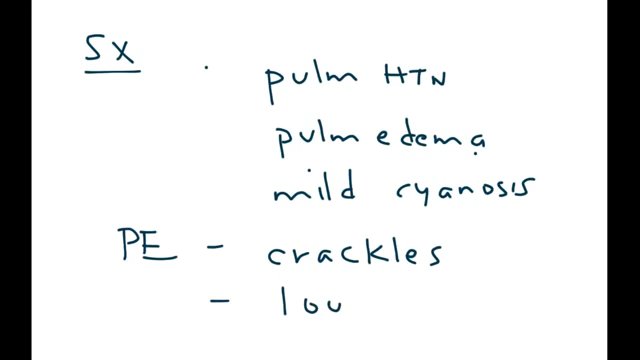 SX
pulm HTN
pulm edema
mild cyanosis
PE - crackles
- lou